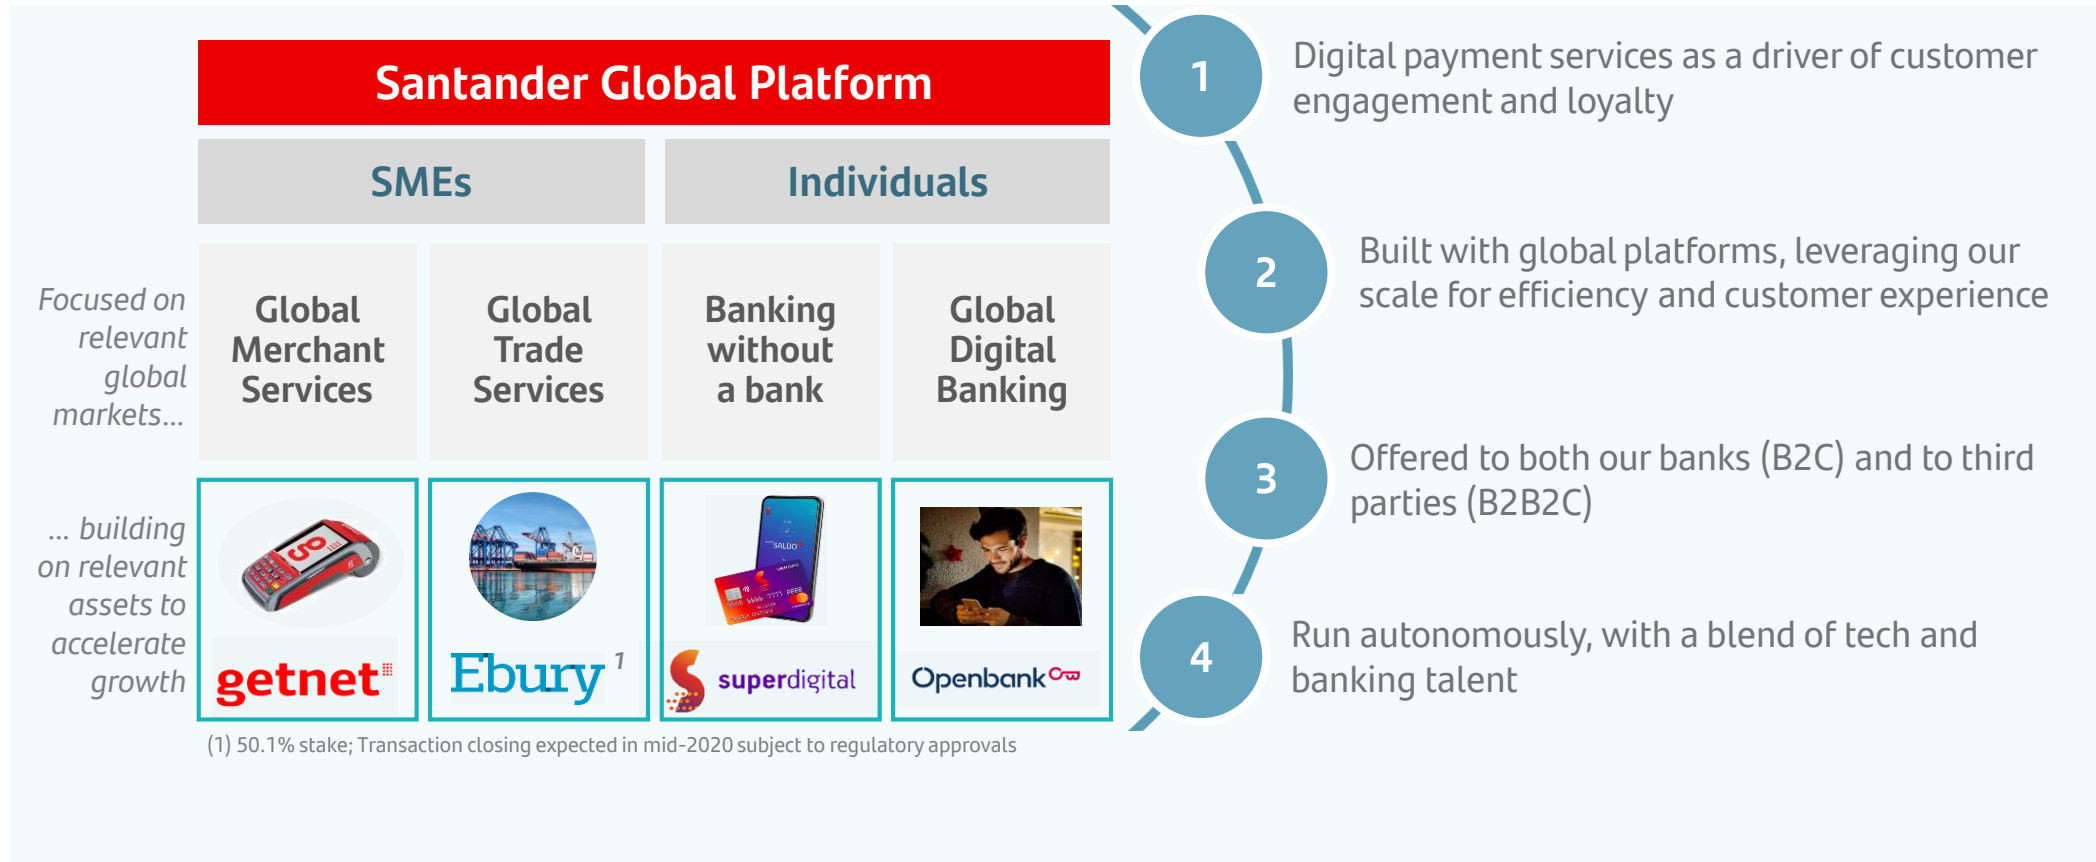 Santander Global Platform
SMEs
Individuals
Focused on
relevant
global
markets...
Global
Merchant
Services
Global
Trade
Services
Banking
without
a bank
Global
Digital
Banking
... building
on relevant
assets to
accelerate
growth
getnet
SALDO
Ebury 1
superdigital
Openbank
(1) 50.1% stake; Transaction closing expected in mid-2020 subject to regulatory approvals
1
Digital payment services as a driver of customer
engagement and loyalty
2
Built with global platforms, leveraging our
scale for efficiency and customer experience
3
Offered to both our banks (B2C) and to third
parties (B2B2C)
4
Run autonomously, with a blend of tech and
banking talent